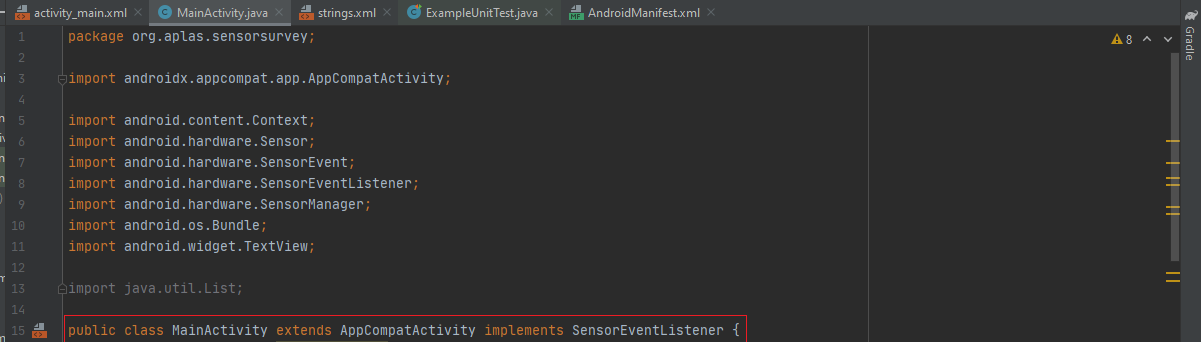 activity_main.xml MainActivity.java strings.xml ExampleUnitTest.java AndroidManifest.xml
Gradle
8
1 package org.aplas.sensorsurvey;
2
3 import androidx.appcompat.app.AppCompatActivity;
4
5 import android.content.Context;
6 import android.hardware.Sensor;
7 import android.hardware.SensorEvent;
8 import android.hardware.SensorEventListener;
9 import android.hardware.SensorManager;
10 import android.os.Bundle;
11 import android.widget.TextView;
12
13 import java.util.List;
14
15 public class MainActivity extends AppCompatActivity implements SensorEventListener {